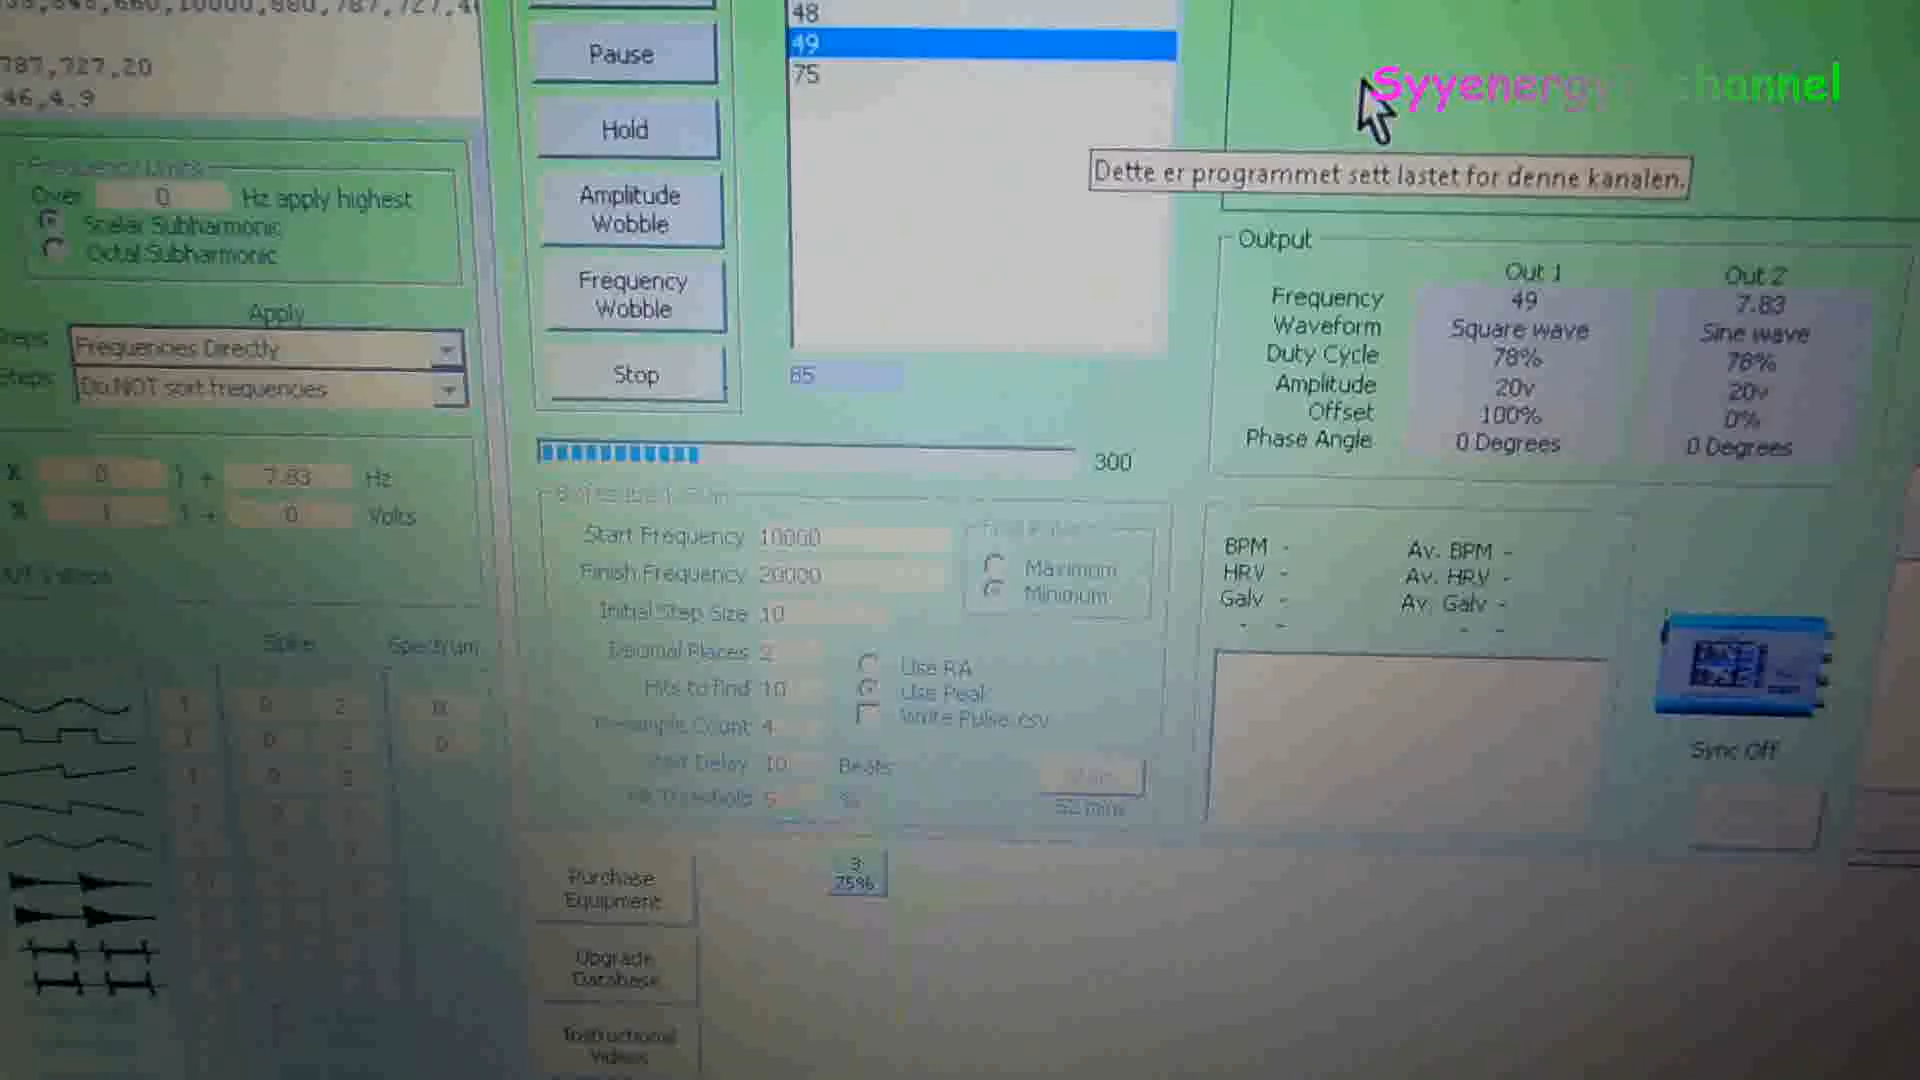 787,727,20
46,4.9
Frequency Limits
Over 0 Hz apply highest
Scalar Subharmonic
Octal Subharmonic
Apply
Frequencies Directly
Do NOT sort frequencies
X 0 ) + 7.83 Hz
X 1 ) + 0 Volts
Spike Spectrum
Pause
Hold
Amplitude
Wobble
Frequency
Wobble
Stop
48
49
75
85
300
Start Frequency 10000
Finish Frequency 20000
Initial Step Size 10
Decimal Places 2
Hits to find 10
Count 4
Start Delay 10 Beats
Threshold 5 %
Maximum
Minimum
Use RA
Use Peak
Write Pulse.csv
Start
52 mins
Purchase
Equipment
Upgrade
Database
Instructional
Videos
3
75%
Syyenergy channel
Dette er programmet sett lastet for denne kanalen.
Output
Out 1 Out 2
Frequency 49 7.83
Waveform Square wave Sine wave
Duty Cycle 78% 78%
Amplitude 20v 20v
Offset 100% 0%
Phase Angle 0 Degrees 0 Degrees
BPM - Av. BPM -
HRV - Av. HRV -
Galv - Av. Galv -
- - - -
Sync Off